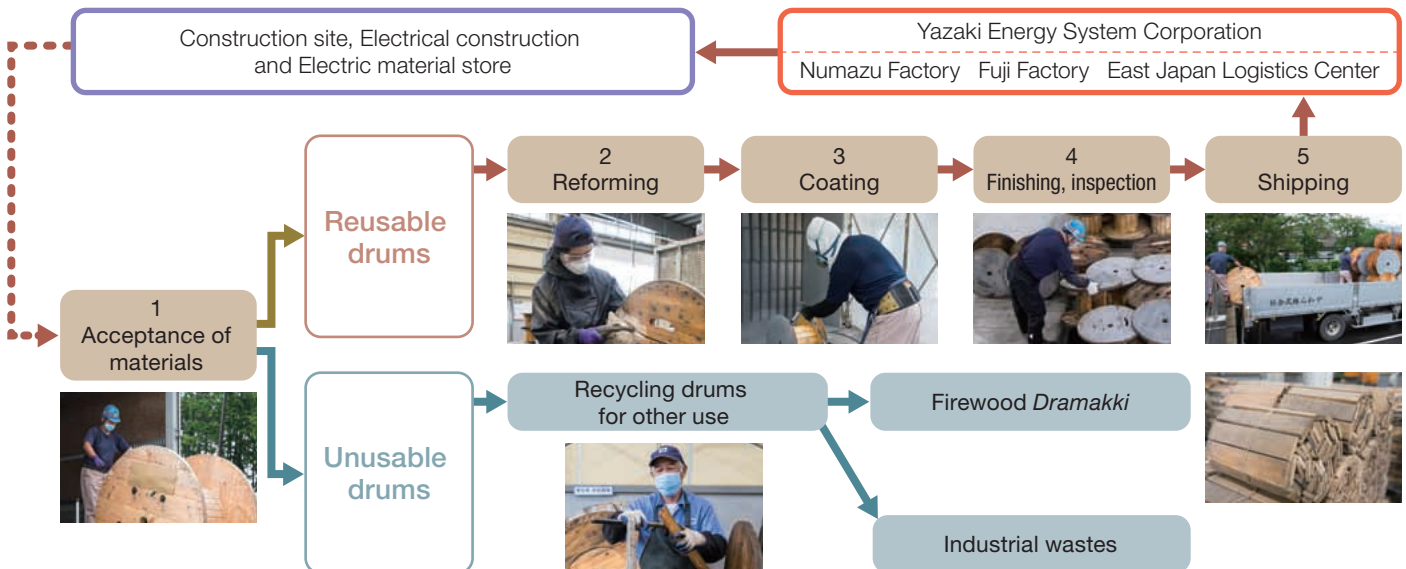 Construction site, Electrical construction
and Electric material store
Yazaki Energy System Corporation
Numazu Factory Fuji Factory East Japan Logistics Center
1
Acceptance of
materials
Reusable
drums
2
Reforming
3
Coating
4
Finishing, inspection
5
Shipping
Unusable
drums
Recycling drums
for other use
Firewood Dramakki
Industrial wastes